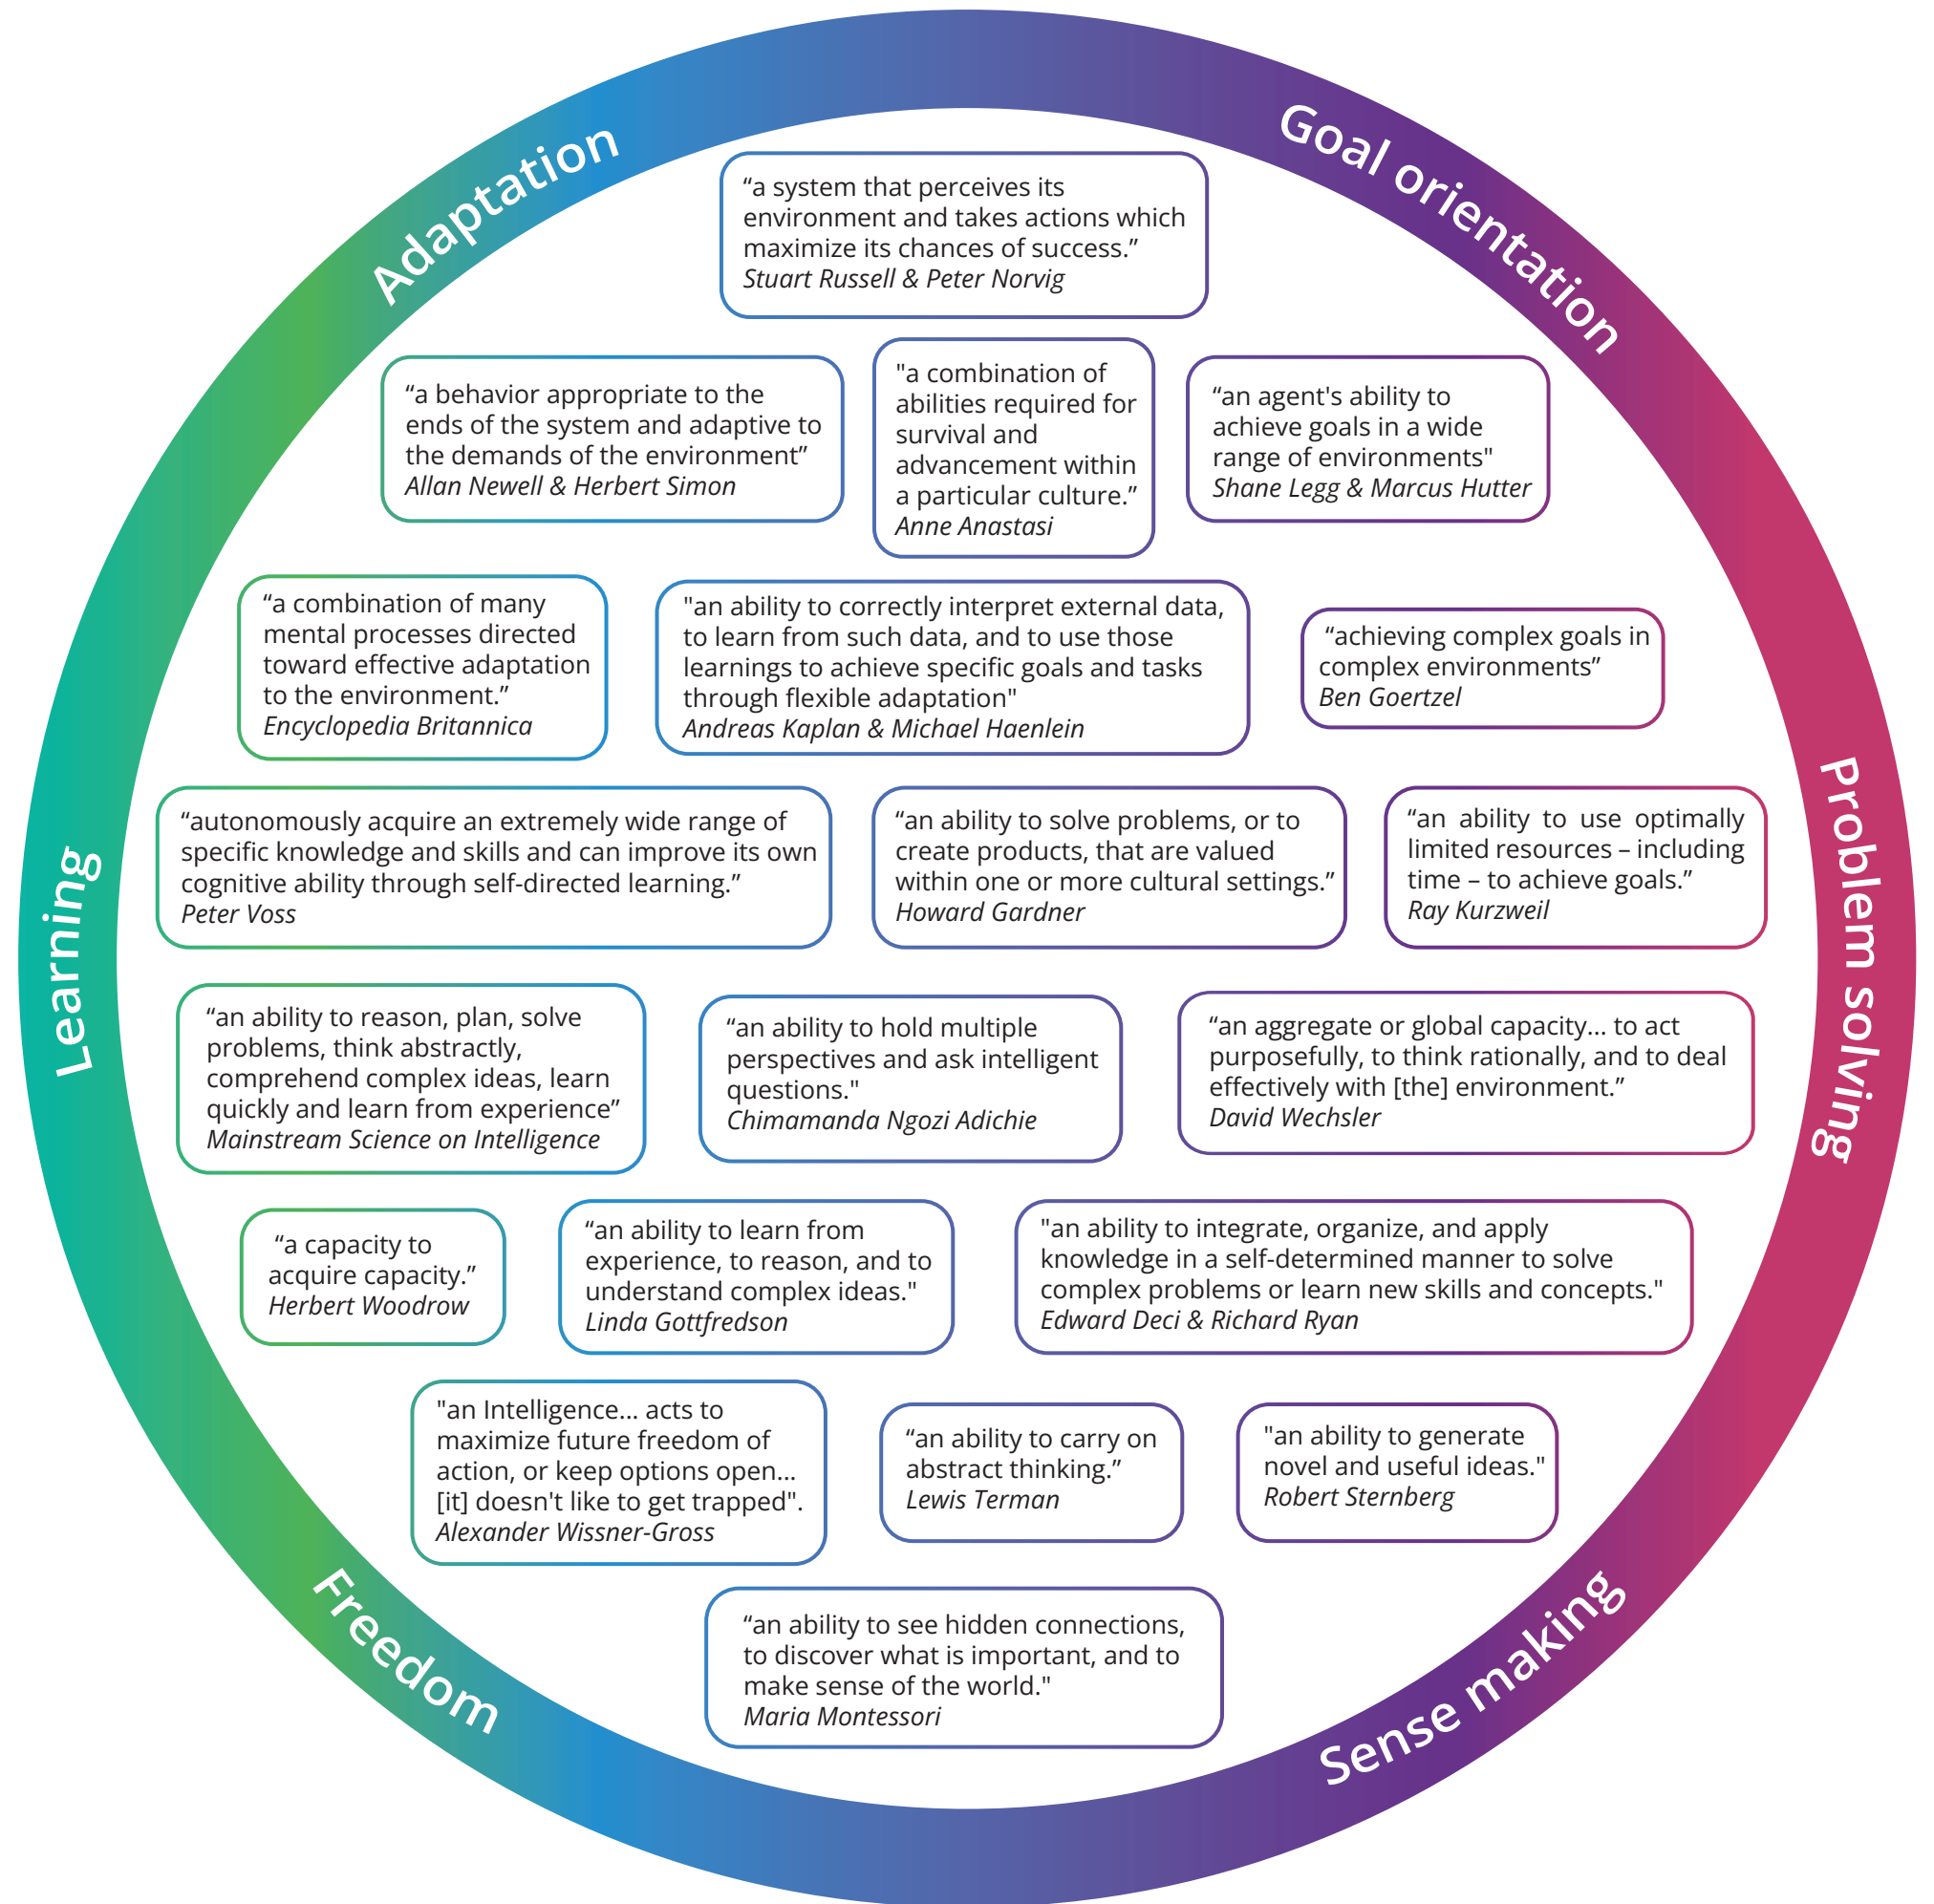 Adaptation
Goal orientation
“a system that perceives its
environment and takes actions which
maximize its chances of success.”
Stuart Russell & Peter Norvig
“a behavior appropriate to the
ends of the system and adaptive to
the demands of the environment”
Allan Newell & Herbert Simon
"a combination of
abilities required for
survival and
advancement within
a particular culture.”
Anne Anastasi
“an agent's ability to
achieve goals in a wide
range of environments"
Shane Legg & Marcus Hutter
“a combination of many
mental processes directed
toward effective adaptation
to the environment.”
Encyclopedia Britannica
"an ability to correctly interpret external data,
to learn from such data, and to use those
learnings to achieve specific goals and tasks
through flexible adaptation"
Andreas Kaplan & Michael Haenlein
“achieving complex goals in
complex environments”
Ben Goertzel
Learning
“autonomously acquire an extremely wide range of
specific knowledge and skills and can improve its own
cognitive ability through self-directed learning.”
Peter Voss
“an ability to solve problems, or to
create products, that are valued
within one or more cultural settings.”
Howard Gardner
“an ability to use optimally
limited resources – including
time – to achieve goals.”
Ray Kurzweil
Problem solving
“an ability to reason, plan, solve
problems, think abstractly,
comprehend complex ideas, learn
quickly and learn from experience”
Mainstream Science on Intelligence
“an ability to hold multiple
perspectives and ask intelligent
questions."
Chimamanda Ngozi Adichie
“an aggregate or global capacity... to act
purposefully, to think rationally, and to deal
effectively with [the] environment.”
David Wechsler
“a capacity to
acquire capacity.”
Herbert Woodrow
“an ability to learn from
experience, to reason, and to
understand complex ideas."
Linda Gottfredson
"an ability to integrate, organize, and apply
knowledge in a self-determined manner to solve
complex problems or learn new skills and concepts."
Edward Deci & Richard Ryan
"an Intelligence... acts to
maximize future freedom of
action, or keep options open...
[it] doesn't like to get trapped".
Alexander Wissner-Gross
“an ability to carry on
abstract thinking.”
Lewis Terman
"an ability to generate
novel and useful ideas."
Robert Sternberg
Freedom
“an ability to see hidden connections,
to discover what is important, and to
make sense of the world."
Maria Montessori
Sense making